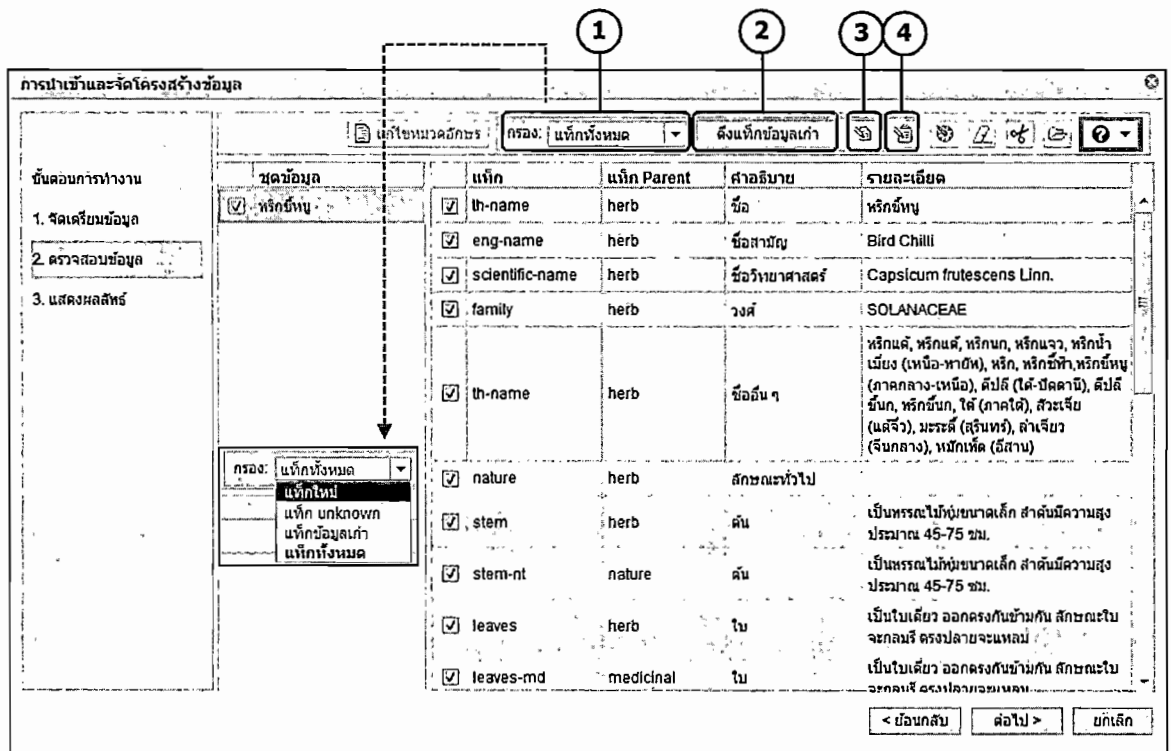 1 2 3 4
การนำเข้าและจัดโครงสร้างข้อมูล
แก้ไขหมวดอักษร กรอง: แท็กทั้งหมด ดึงแท็กข้อมูลเก่า
ขั้นตอนการทำงาน
1. จัดเตรียมข้อมูล
2. ตรวจสอบข้อมูล
3. แสดงผลลัพธ์
ชุดข้อมูล
พริกขี้หนู
แท็ก แท็ก Parent คำอธิบาย รายละเอียด
th-name herb ชื่อ พริกขี้หนู
eng-name herb ชื่อสามัญ Bird Chilli
scientific-name herb ชื่อวิทยาศาสตร์ Capsicum frutescens Linn.
family herb วงศ์ SOLANACEAE
th-name herb ชื่ออื่น ๆ
พริกแด้, พริกแต้, พริกนก, พริกแจว, พริกน้ำ
เมี่ยง (เหนือ-พายัพ), พริก, พริกชี้ฟ้า,พริกขี้หนู
(ภาคกลาง-เหนือ), ดีปลี (ใต้-ปัตตานี), ดีปลี
ขี้นก, พริกขี้นก, ใต้ (ภาคใต้), ลัวะเจีย
(แต้จิ๋ว), มะระตี้ (สุรินทร์), ล่าเจียว
(จีนกลาง), หมักเพ็ด (อีสาน)
nature herb ลักษณะทั่วไป
stem herb ต้น เป็นพรรณไม้พุ่มขนาดเล็ก ลำต้นมีความสูง
ประมาณ 45-75 ซม.
stem-nt nature ต้น เป็นพรรณไม้พุ่มขนาดเล็ก ลำต้นมีความสูง
ประมาณ 45-75 ซม.
leaves herb ใบ เป็นใบเดี่ยว ออกตรงกันข้ามกัน ลักษณะใบ
จะกลมรี ตรงปลายจะแหลม
leaves-md medicinal ใบ เป็นใบเดี่ยว ออกตรงกันข้ามกัน ลักษณะใบ
จะกลมรี ตรงปลายจะแหลม
กรอง: แท็กทั้งหมด
แท็กใหม่
แท็ก unknown
แท็กข้อมูลเก่า
แท็กทั้งหมด
< ย้อนกลับ ต่อไป > ยกเลิก